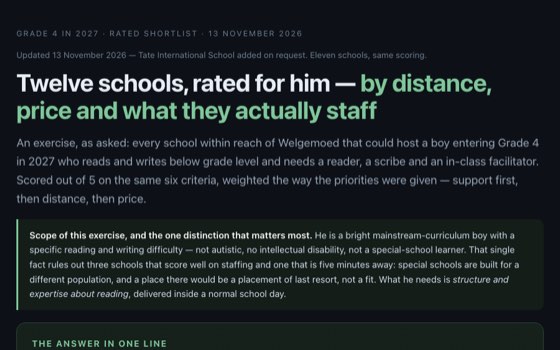 GRADE 4 IN 2027 · RATED SHORTLIST · 13 NOVEMBER 2026
Updated 13 November 2026 — Tate International School added on request. Eleven schools, same scoring.
Twelve schools, rated for him — by distance,
price and what they actually staff
An exercise, as asked: every school within reach of Welgemoed that could host a boy entering Grade 4
in 2027 who reads and writes below grade level and needs a reader, a scribe and an in-class facilitator.
Scored out of 5 on the same six criteria, weighted the way the priorities were given — support first,
then distance, then price.
Scope of this exercise, and the one distinction that matters most. He is a bright mainstream-curriculum boy with a
specific reading and writing difficulty — not autistic, no intellectual disability, not a special-school learner. That single
fact rules out three schools that score well on staffing and one that is five minutes away: special schools are built for a
different population, and a place there would be a placement of last resort, not a fit. What he needs is structure and
expertise about reading, delivered inside a normal school day.
THE ANSWER IN ONE LINE